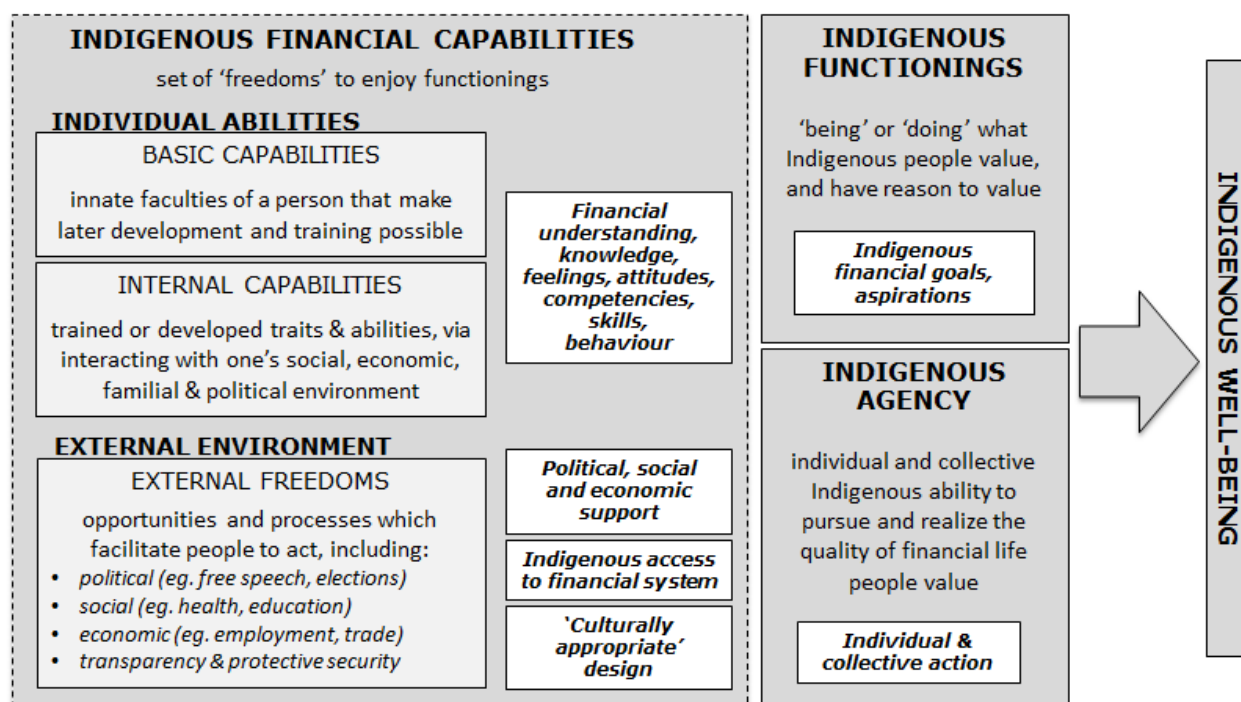 INDIGENOUS FINANCIAL CAPABILITIES
set of ‘freedoms’ to enjoy functionings
INDIVIDUAL ABILITIES
BASIC CAPABILITIES
innate faculties of a person that make
later development and training possible
INTERNAL CAPABILITIES
trained or developed traits & abilities, via
interacting with one’s social, economic,
familial & political environment
Financial
understanding,
knowledge,
feelings, attitudes,
competencies,
skills,
behaviour
EXTERNAL ENVIRONMENT
EXTERNAL FREEDOMS
opportunities and processes which
facilitate people to act, including:
• political (eg. free speech, elections)
• social (eg. health, education)
• economic (eg. employment, trade)
• transparency & protective security
Political, social
and economic
support
Indigenous access
to financial system
‘Culturally
appropriate’
design
INDIGENOUS
FUNCTIONINGS
‘being’ or ‘doing’ what
Indigenous people value,
and have reason to value
Indigenous
financial goals,
aspirations
INDIGENOUS
AGENCY
individual and collective
Indigenous ability to
pursue and realize the
quality of financial life
people value
Individual &
collective action
INDIGENOUS WELL-BEING